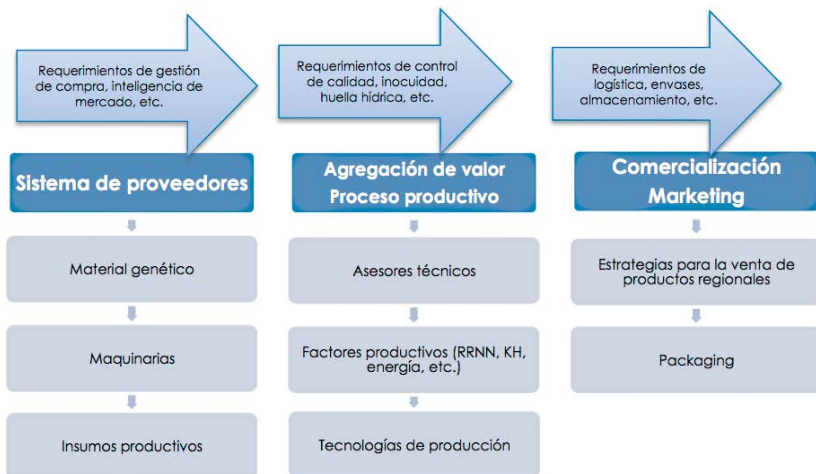 Requerimientos de gestión
de compra, inteligencia de
mercado, etc.
Requerimientos de control
de calidad, inocuidad,
huella hídrica, etc.
Requerimientos de
logística, envases,
almacenamiento, etc.
Sistema de proveedores
Agregación de valor
Proceso productivo
Comercialización
Marketing
Material genético
Asesores técnicos
Estrategias para la venta de
productos regionales
Maquinarias
Factores productivos (RRNN, KH,
energía, etc.)
Packaging
Insumos productivos
Tecnologías de producción